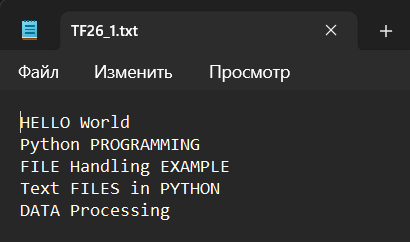 TF26_1.txt
Файл Изменить Просмотр
HELLO World
Python PROGRAMMING
FILE Handling EXAMPLE
Text FILES in PYTHON
DATA Processing